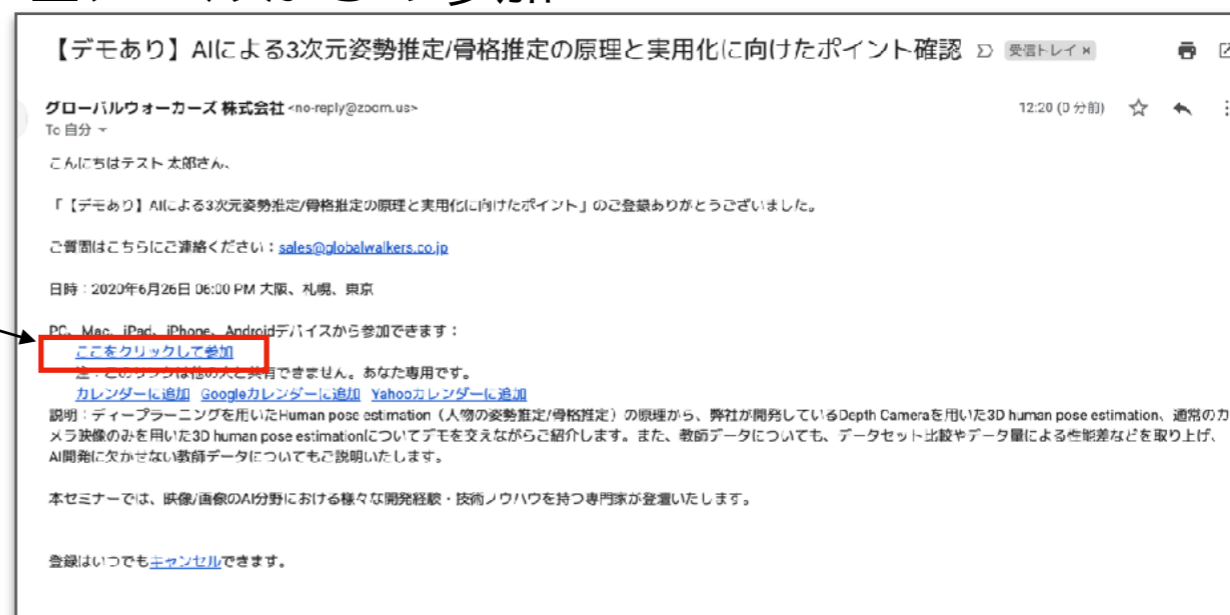 【デモあり】AIによる3次元姿勢推定/骨格推定の原理と実用化に向けたポイント確認 受信トレイ×
グローバルウォーカーズ 株式会社 <no-reply@zoom.us> 12:20 (0 分前)
To 自分
こんにちはテスト 太郎さん、
「【デモあり】AIによる3次元姿勢推定/骨格推定の原理と実用化に向けたポイント」のご登録ありがとうございました。
ご質問はこちらにご連絡ください：sales@globalwalkers.co.jp
日時：2020年6月26日 06:00 PM 大阪、札幌、東京
PC、Mac、iPad、iPhone、Androidデバイスから参加できます：
ここをクリックして参加
注：このリンクは他の人と共有できません。あなた専用です。
カレンダーに追加 Googleカレンダーに追加 Yahooカレンダーに追加
説明：ディープラーニングを用いたHuman pose estimation（人物の姿勢推定/骨格推定）の原理から、弊社が開発しているDepth Cameraを用いた3D human pose estimation、通常のカ
メラ映像のみを用いた3D human pose estimationについてデモを交えながらご紹介します。また、教師データについても、データセット比較やデータ量による性能差などを取り上げ、
AI開発に欠かせない教師データについてもご説明いたします。
本セミナーでは、映像/画像のAI分野における様々な開発経験・技術ノウハウを持つ専門家が登壇いたします。
登録はいつでもキャンセルできます。